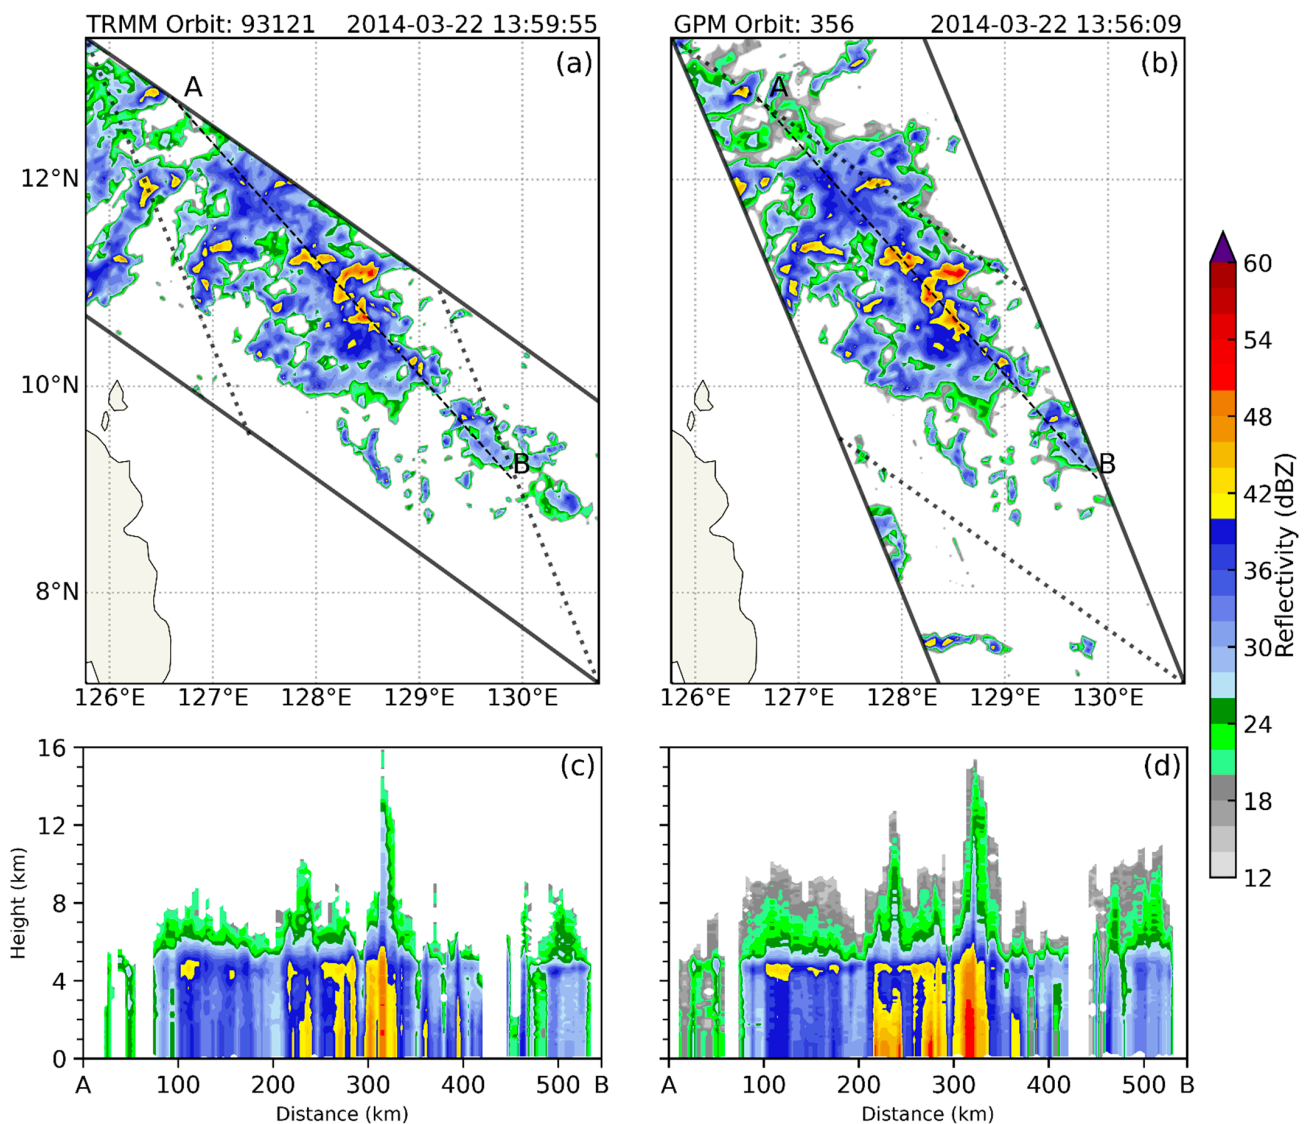 TRMM Orbit: 93121 2014-03-22 13:59:55
GPM Orbit: 356 2014-03-22 13:56:09
(a)
A
B
12°N
10°N
8°N
126°E 127°E 128°E 129°E 130°E
(b)
A
B
126°E 127°E 128°E 129°E 130°E
60
54
48
42
36
30
24
18
12
Reflectivity (dBZ)
(c)
16
12
8
4
0
Height (km)
A 100 200 300 400 500 B
Distance (km)
(d)
A 100 200 300 400 500 B
Distance (km)